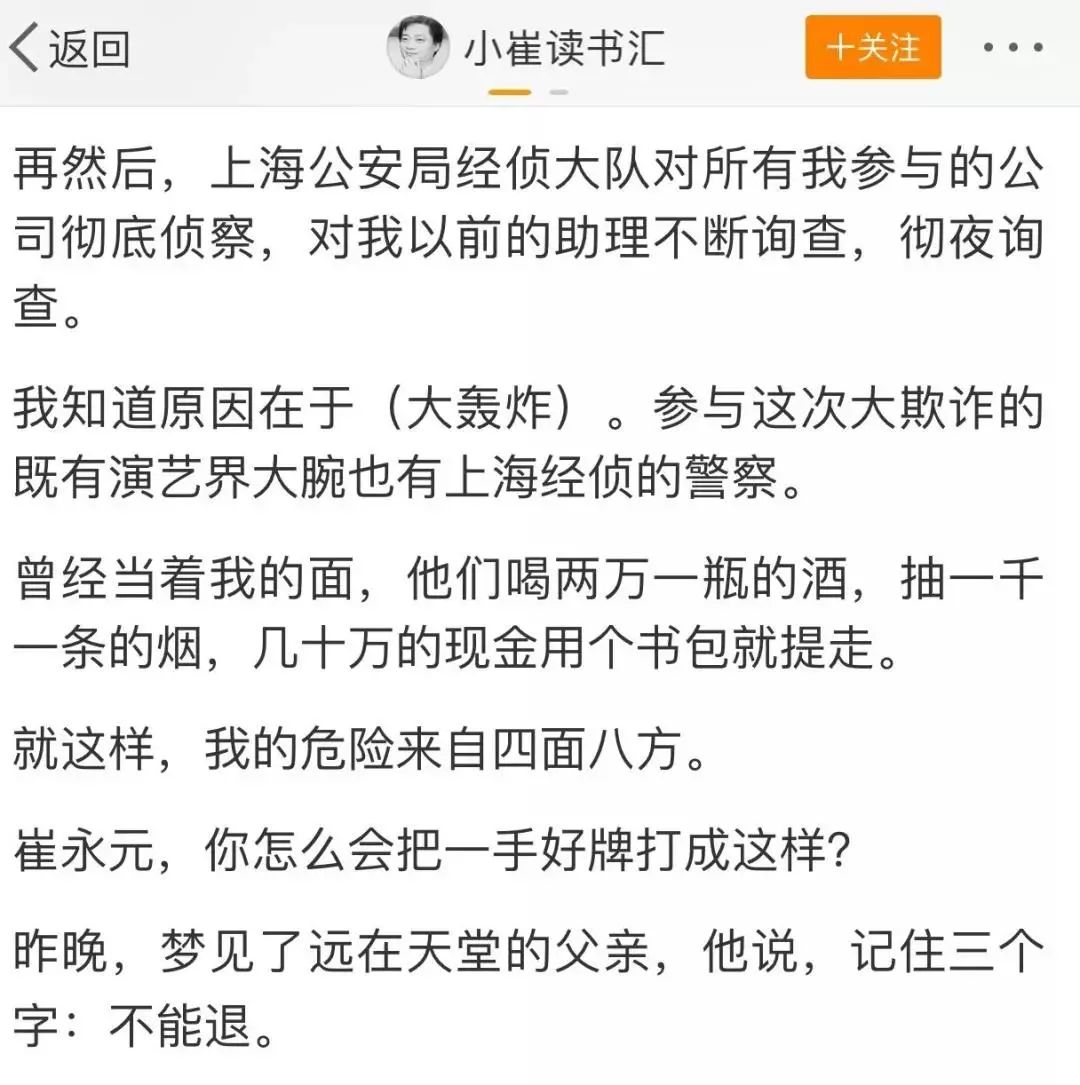 返回
小崔读书汇
十关注
再然后，上海公安局经侦大队对所有我参与的公
司彻底侦察，对我以前的助理不断询查，彻夜询
查。
我知道原因在于（大轰炸）。参与这次大欺诈的
既有演艺界大腕也有上海经侦的警察。
曾经当着我的面，他们喝两万一瓶的酒，抽一千
一条的烟，几十万的现金用个书包就提走。
就这样，我的危险来自四面八方。
崔永元，你怎么会把一手好牌打成这样？
昨晚，梦见了远在天堂的父亲，他说，记住三个
字：不能退。